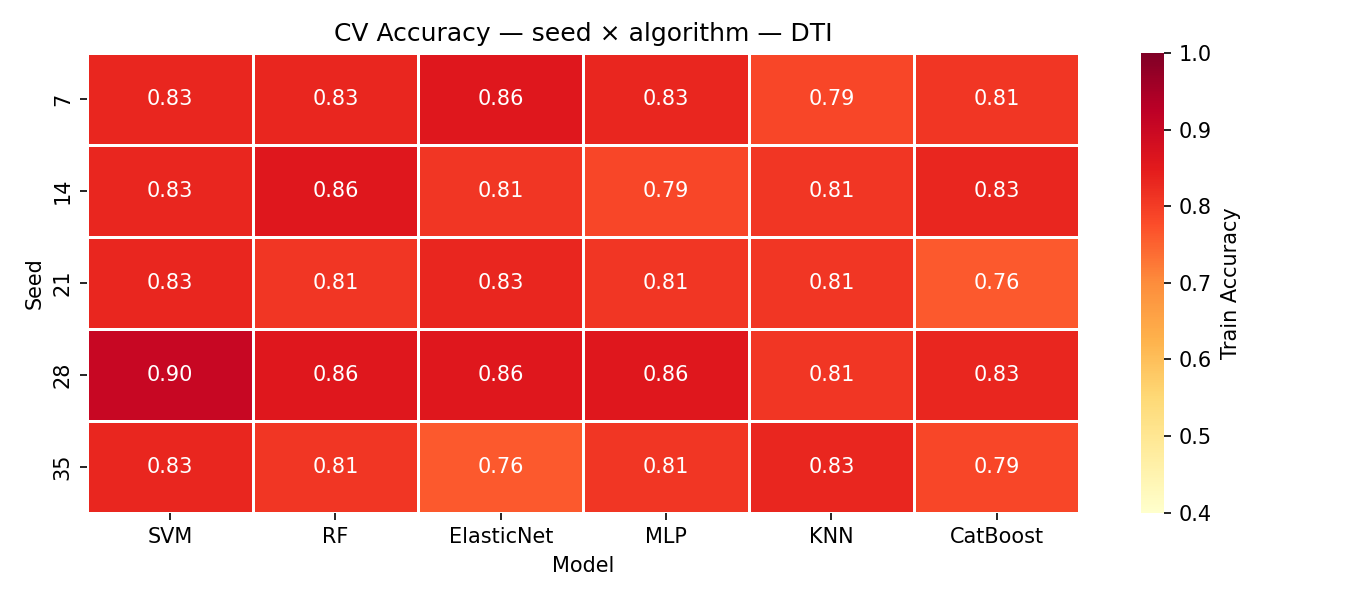 CV Accuracy — seed × algorithm — DTI
7 0.83 0.83 0.86 0.83 0.79 0.81
14 0.83 0.86 0.81 0.79 0.81 0.83
21 0.83 0.81 0.83 0.81 0.81 0.76
28 0.90 0.86 0.86 0.86 0.81 0.83
35 0.83 0.81 0.76 0.81 0.83 0.79
Seed
SVM RF ElasticNet MLP KNN CatBoost
Model
1.0
0.9
0.8
0.7
0.6
0.5
0.4
Train Accuracy